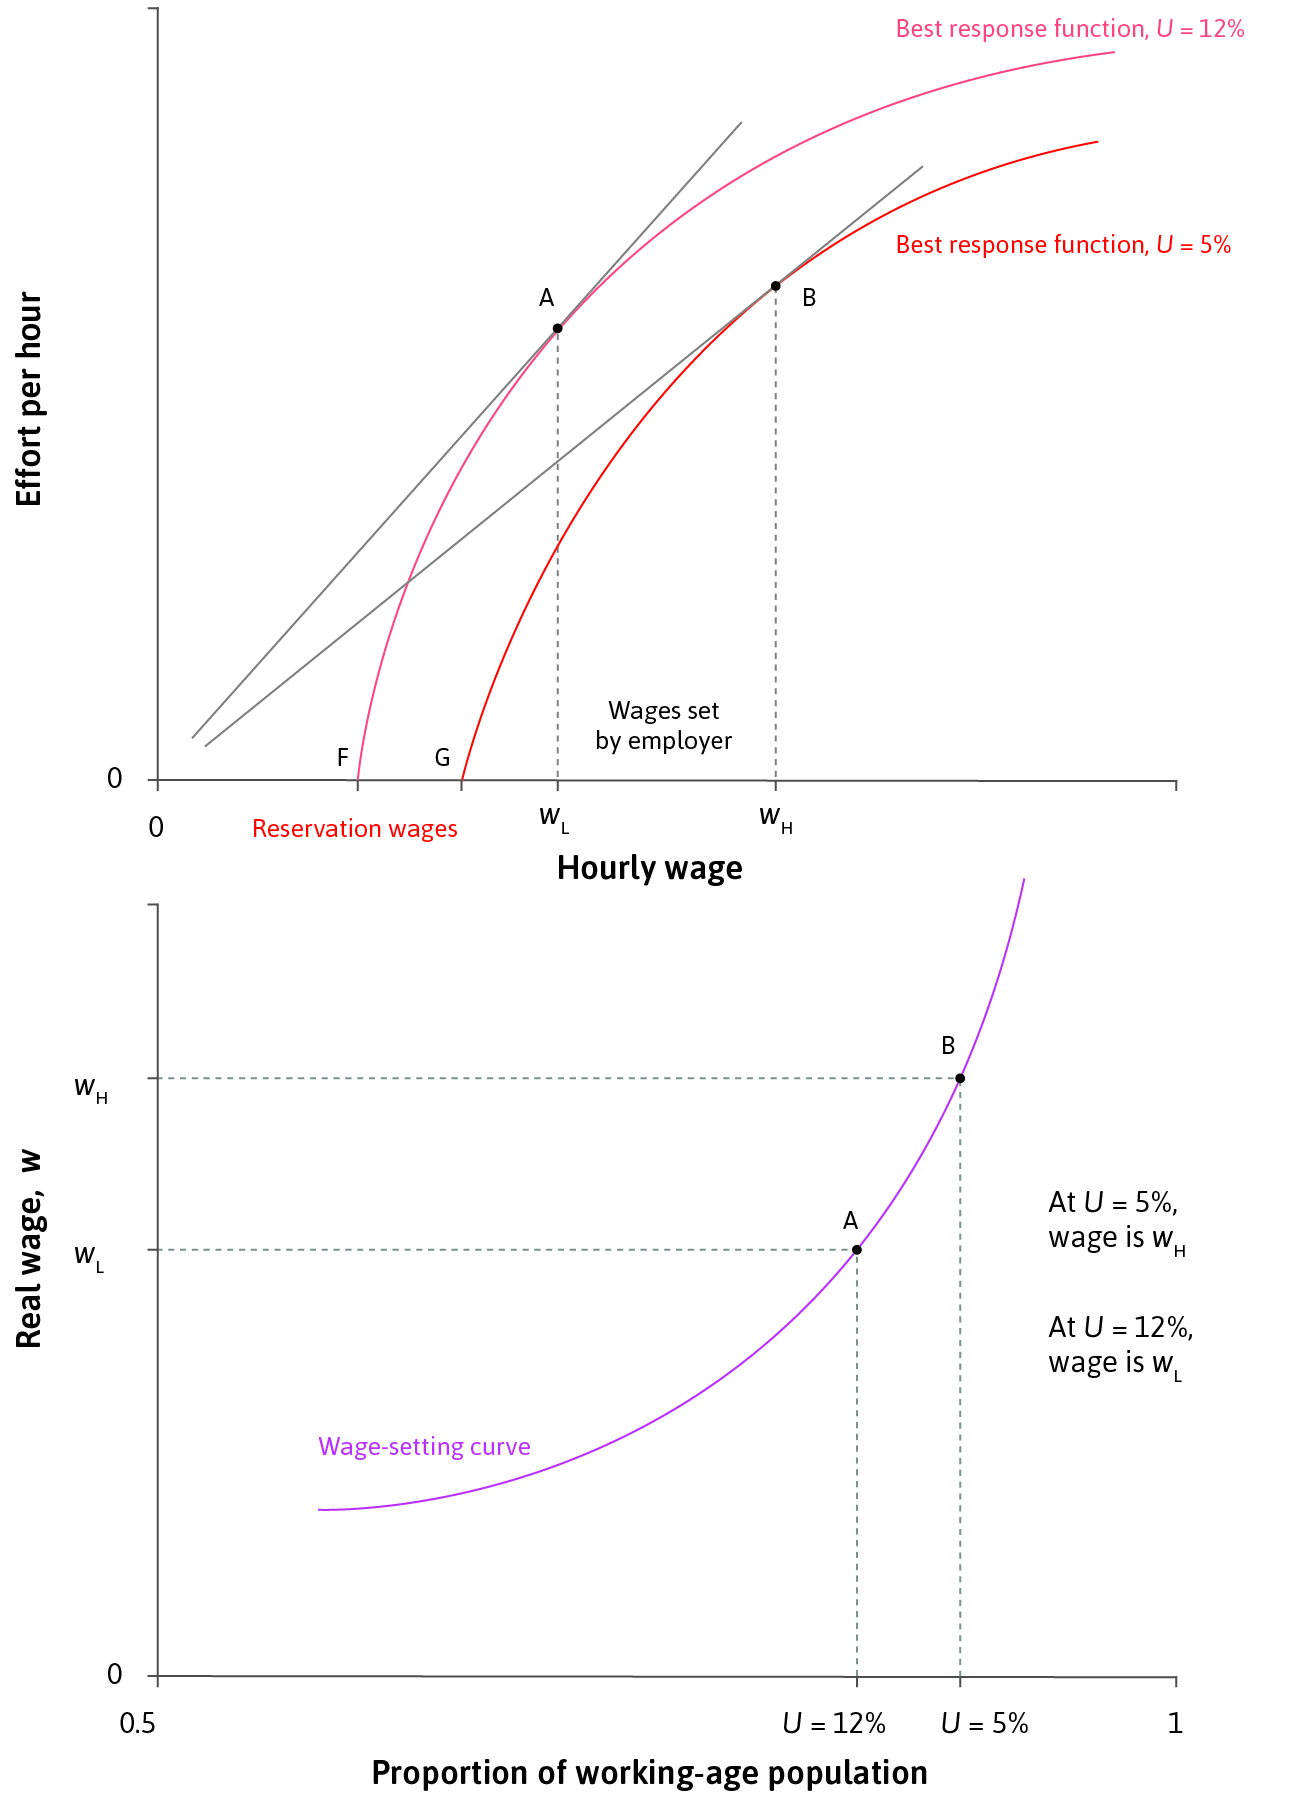 Best response function, U = 12%
Best response function, U = 5%
A
B
Effort per hour
Wages set
by employer
F
G
0
0
Reservation wages
wL
wH
Hourly wage
B
wH
A
wL
Real wage, w
At U = 5%,
wage is wH
At U = 12%,
wage is wL
Wage-setting curve
0
0.5
U = 12%
U = 5%
1
Proportion of working-age population